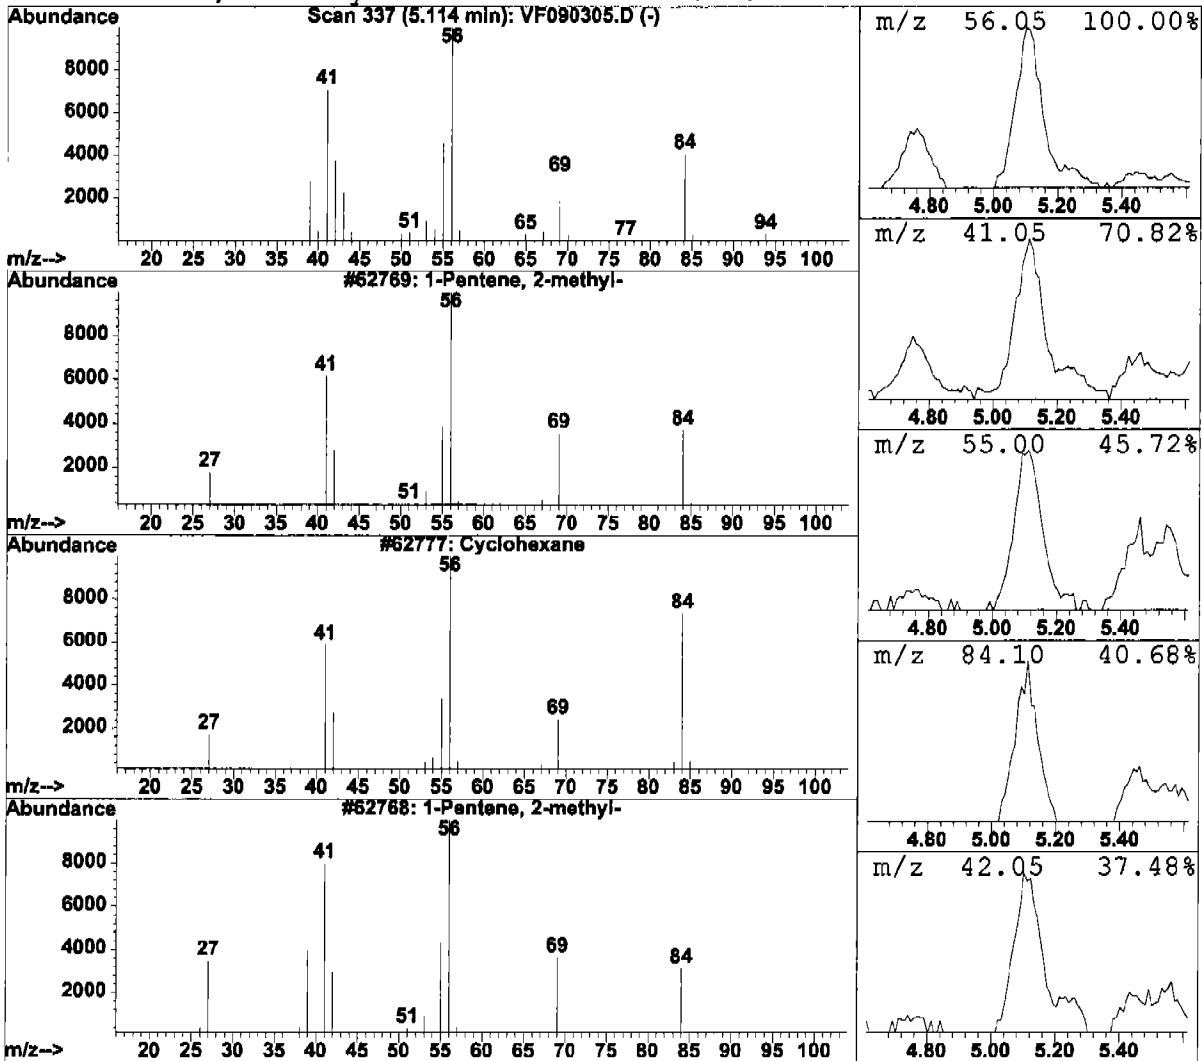 Abundance
Scan 337 (5.114 min): VF090305.D (-)
56
8000
41
6000
4000
84
69
2000
51
65
77
94
m/z-->
20 25 30 35 40 45 50 55 60 65 70 75 80 85 90 95 100
Abundance
#62769: 1-Pentene, 2-methyl-
56
8000
41
6000
4000
69
84
2000
27
51
m/z-->
20 25 30 35 40 45 50 55 60 65 70 75 80 85 90 95 100
Abundance
#62777: Cyclohexane
56
8000
84
6000
41
4000
2000
27
69
m/z-->
20 25 30 35 40 45 50 55 60 65 70 75 80 85 90 95 100
Abundance
#62768: 1-Pentene, 2-methyl-
56
8000
41
6000
4000
27
69
84
2000
51
m/z-->
20 25 30 35 40 45 50 55 60 65 70 75 80 85 90 95 100
m/z 56.05 100.00%
4.80 5.00 5.20 5.40
m/z 41.05 70.82%
4.80 5.00 5.20 5.40
m/z 55.00 45.72%
4.80 5.00 5.20 5.40
m/z 84.10 40.68%
4.80 5.00 5.20 5.40
m/z 42.05 37.48%
4.80 5.00 5.20 5.40